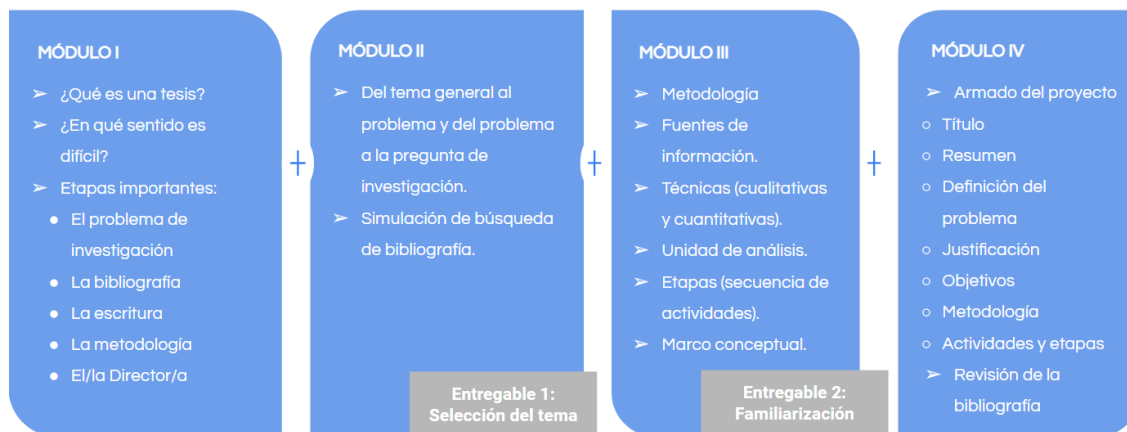 MÓDULO I
➢ ¿Qué es una tesis?
➢ ¿En qué sentido es
difícil?
➢ Etapas importantes:
● El problema de
investigación
● La bibliografía
● La escritura
● La metodología
● El/la Director/a
+
MÓDULO II
➢ Del tema general al
problema y del problema
a la pregunta de
investigación.
➢ Simulación de búsqueda
de bibliografía.
Entregable 1:
Selección del tema
+
MÓDULO III
➢ Metodología
➢ Fuentes de
información.
➢ Técnicas (cualitativas
y cuantitativas).
➢ Unidad de análisis.
➢ Etapas (secuencia de
actividades).
➢ Marco conceptual.
Entregable 2:
Familiarización
+
MÓDULO IV
➢ Armado del proyecto
○ Título
○ Resumen
○ Definición del
problema
○ Justificación
○ Objetivos
○ Metodología
○ Actividades y etapas
➢ Revisión de la
bibliografía